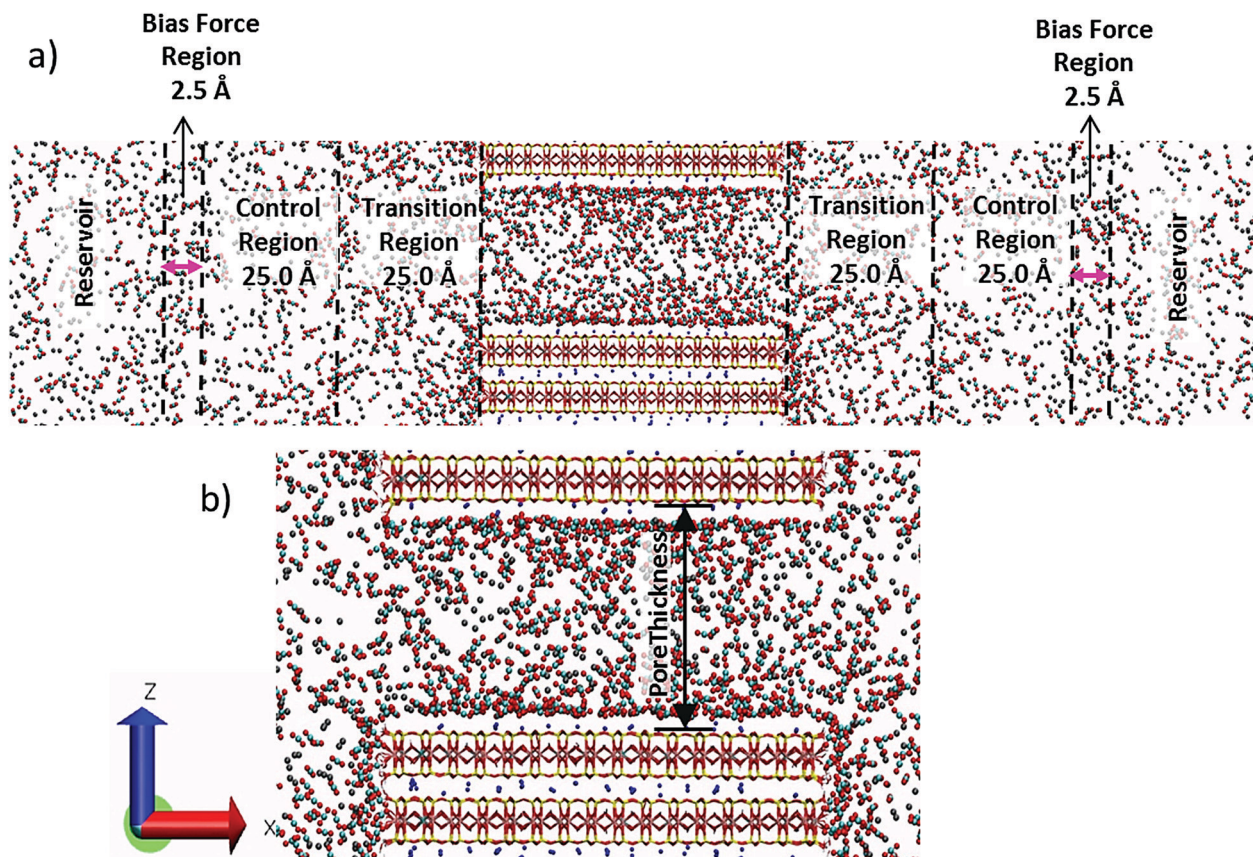 a)
Bias Force
Region
2.5 Å
Bias Force
Region
2.5 Å
Reservoir
Control
Region
25.0 Å
Transition
Region
25.0 Å
Transition
Region
25.0 Å
Control
Region
25.0 Å
Reservoir
b)
PoreThickness
Z
X